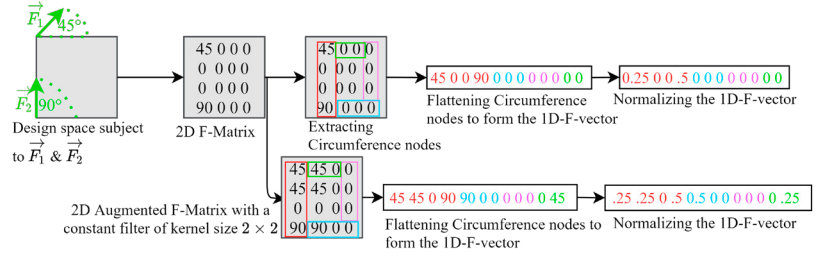 F₁ 45°
F₂ 90°
Design space subject
to F₁ & F₂
45 0 0 0
0 0 0 0
0 0 0 0
90 0 0 0
2D F-Matrix
45 0 0 0
0 0 0 0
0 0 0 0
90 0 0 0
Extracting
Circumference nodes
45 0 0 90 0 0 0 0 0 0 0 0
Flattening Circumference
nodes to form the 1D-F-vector
0.25 0 0 .5 0 0 0 0 0 0 0 0
Normalizing the 1D-F-vector
2D Augmented F-Matrix with a
constant filter of kernel size 2 × 2
45 45 0 0
45 45 0 0
0 0 0 0
90 90 0 0
45 45 0 90 90 0 0 0 0 0 0 45
Flattening Circumference nodes to
form the 1D-F-vector
.25 .25 0 .5 0.5 0 0 0 0 0 0 .25
Normalizing the 1D-F-vector